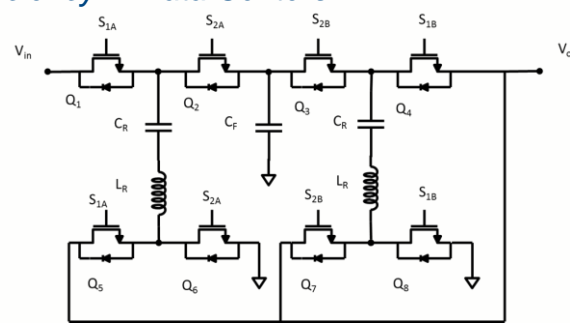 S1A S2A S2B S1B
Vin
Q1 Q2 Q3 Q4
CR CF CR
LR LR
S1A S2A S2B S1B
Q5 Q6 Q7 Q8